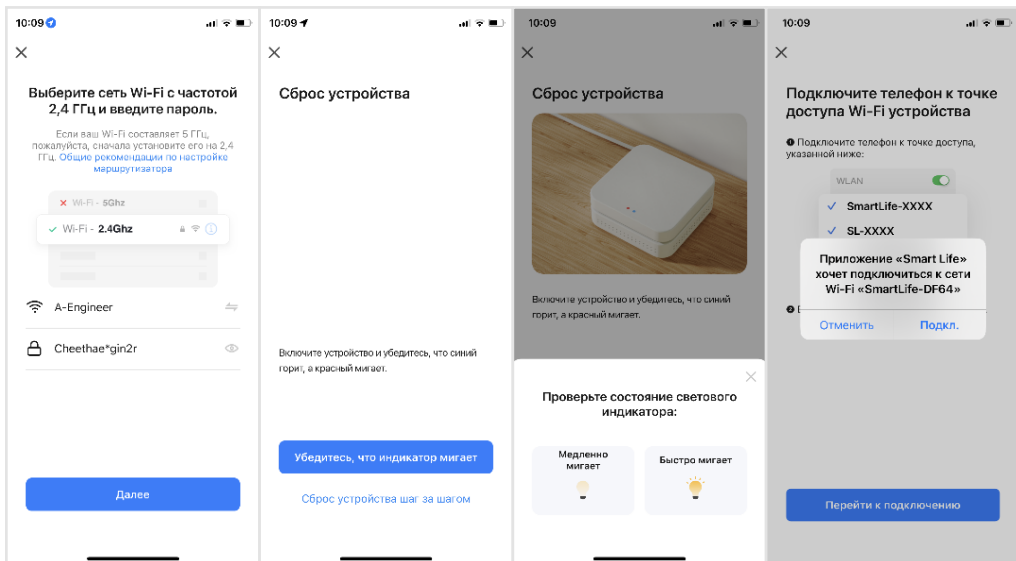 10:09
Выберите сеть Wi-Fi с частотой
2,4 ГГц и введите пароль.
Если ваш Wi-Fi составляет 5 ГГц,
пожалуйста, сначала установите его на 2,4
ГГц. Общие рекомендации по настройке
маршрутизатора
Wi-Fi - 5Ghz
Wi-Fi - 2.4Ghz
A-Engineer
Cheethae*gin2r
Далее
10:09
Сброс устройства
Включите устройство и убедитесь, что синий
горит, а красный мигает.
Убедитесь, что индикатор мигает
Сброс устройства шаг за шагом
10:09
Сброс устройства
Включите устройство и убедитесь, что синий
горит, а красный мигает.
Проверьте состояние светового
индикатора:
Медленно
мигает
Быстро мигает
10:09
Подключите телефон к точке
доступа Wi-Fi устройства
❶ Подключите телефон к точке доступа,
указанной ниже:
WLAN
SmartLife-XXXX
SL-XXXX
Приложение «Smart Life»
хочет подключиться к сети
Wi-Fi «SmartLife-DF64»
❷
Отменить
Подкл.
Перейти к подключению